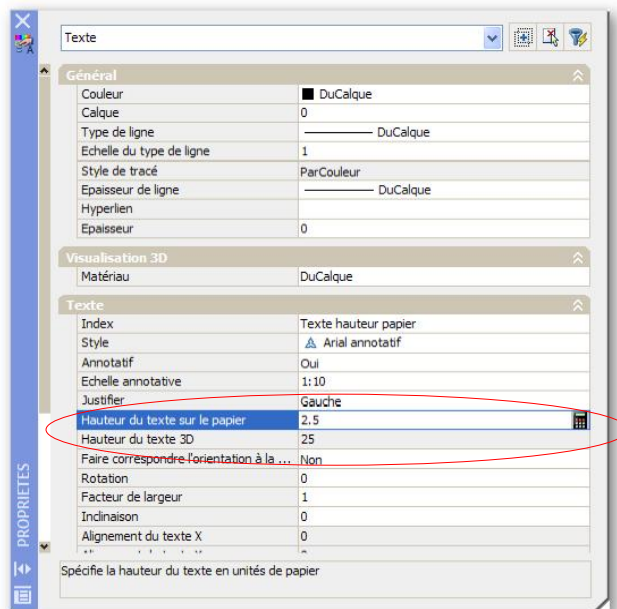 Texte
Général
Couleur DuCalque
Calque 0
Type de ligne DuCalque
Echelle du type de ligne 1
Style de tracé ParCouleur
Epaisseur de ligne DuCalque
Hyperlien
Epaisseur 0
Visualisation 3D
Matériau DuCalque
Texte
Index Texte hauteur papier
Style Arial annotatif
Annotatif Oui
Echelle annotative 1:10
Justifier Gauche
Hauteur du texte sur le papier 2.5
Hauteur du texte 3D 25
Faire correspondre l'orientation à la ... Non
Rotation 0
Facteur de largeur 1
Inclinaison 0
Alignement du texte X 0
PROPRIETES
Spécifie la hauteur du texte en unités de papier